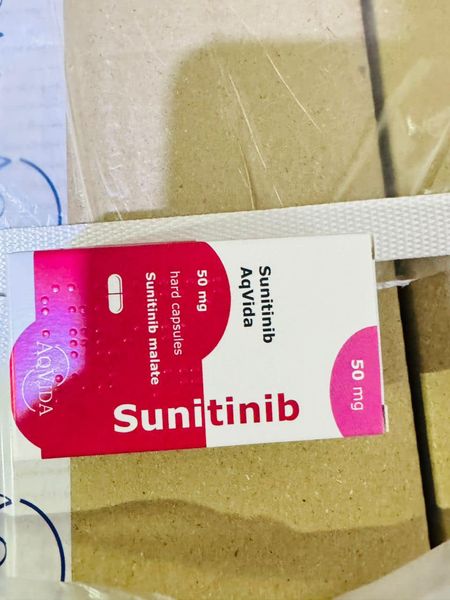 Sunitinib
AqVida
50 mg
hard capsules
Sunitinib malate
50 mg
Sunitinib
AQVIDA